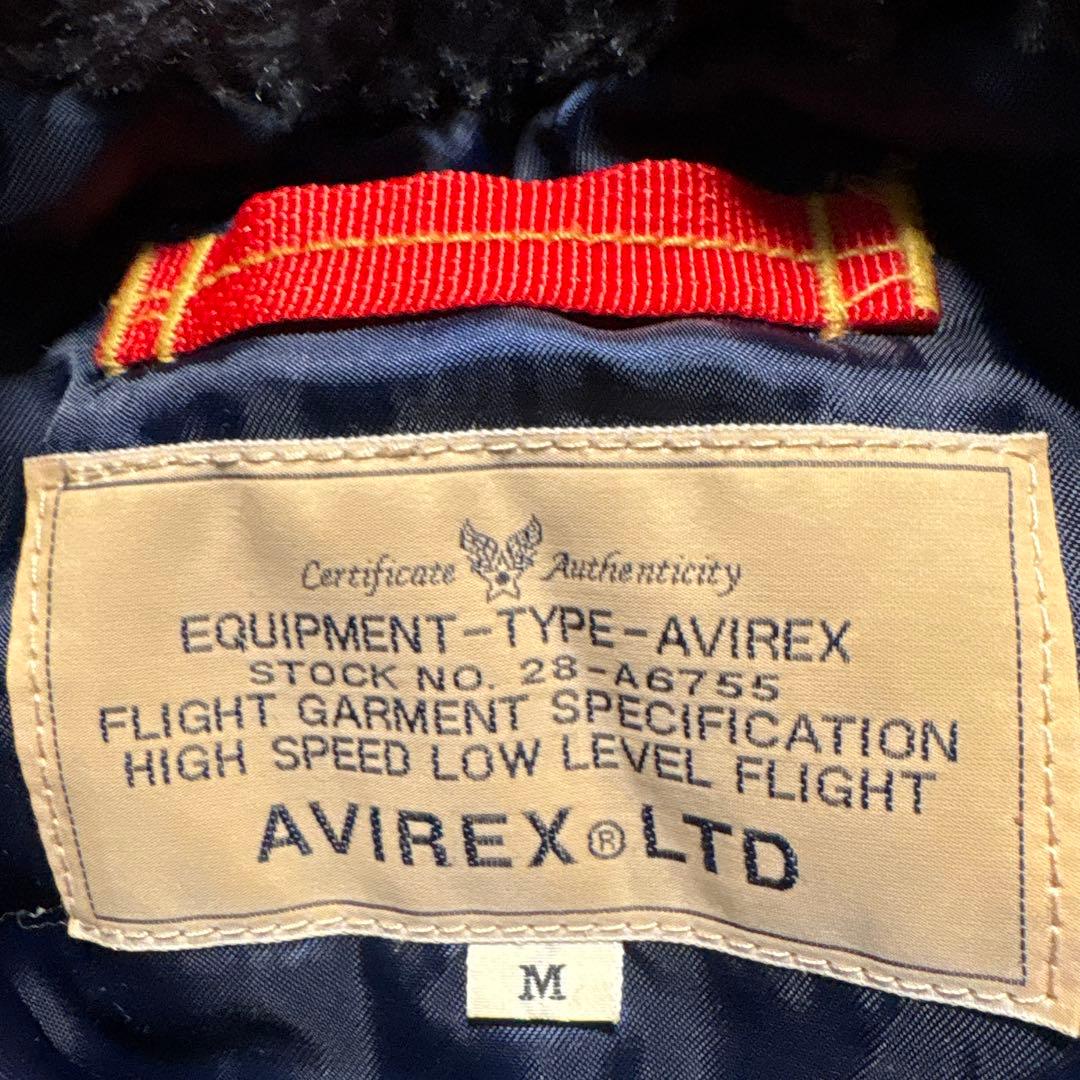 Certificate Authenticity
EQUIPMENT-TYPE-AVIREX
STOCK NO. 28-A6755
FLIGHT GARMENT SPECIFICATION
HIGH SPEED LOW LEVEL FLIGHT
AVIREX® LTD
M